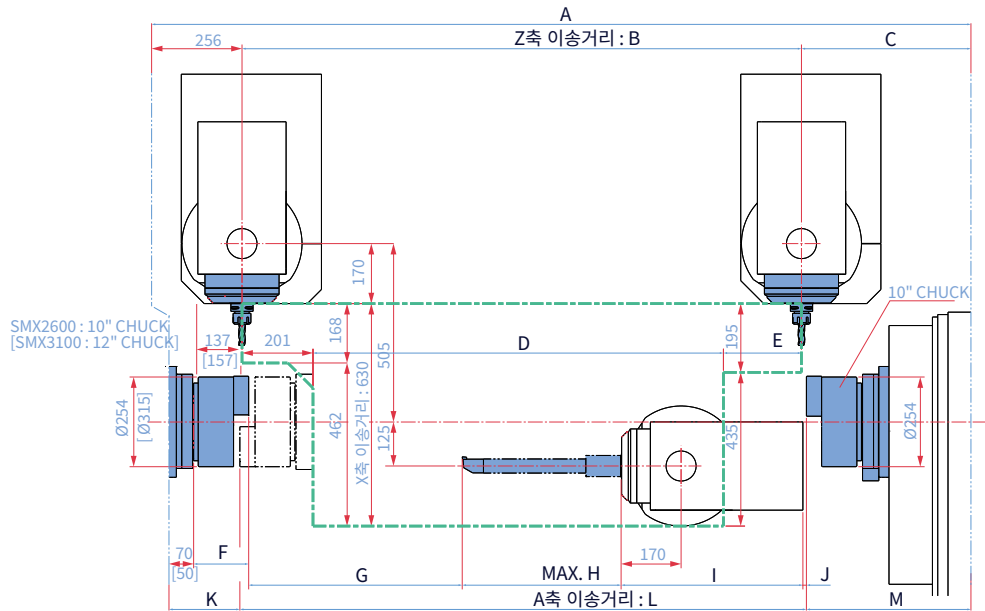 A
256
Z축 이송거리 : B
C
170
505
10" CHUCK
SMX2600 : 10" CHUCK
[SMX3100 : 12" CHUCK]
137
[157]
201
168
D
195
E
Ø254
[ Ø315]
462
X축 이송거리 : 630
125
435
Ø254
70
[50]
F
170
G
MAX. H
I
J
K
A축 이송거리 : L
M